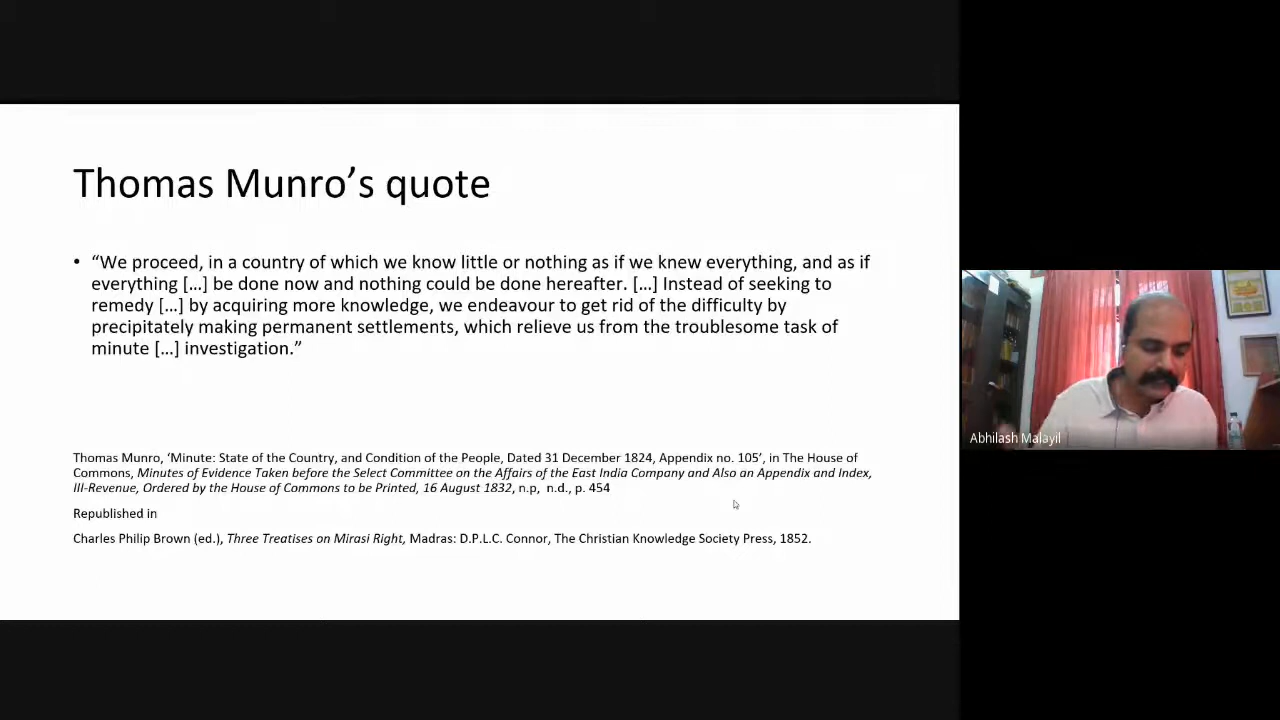 Thomas Munro’s quote
• “We proceed, in a country of which we know little or nothing as if we knew everything, and as if
everything […] be done now and nothing could be done hereafter. […] Instead of seeking to
remedy […] by acquiring more knowledge, we endeavour to get rid of the difficulty by
precipitately making permanent settlements, which relieve us from the troublesome task of
minute […] investigation.”
Thomas Munro, ‘Minute: State of the Country, and Condition of the People, Dated 31 December 1824, Appendix no. 105’, in The House of
Commons, Minutes of Evidence Taken before the Select Committee on the Affairs of the East India Company and Also an Appendix and Index,
III-Revenue, Ordered by the House of Commons to be Printed, 16 August 1832, n.p, n.d., p. 454
Republished in
Charles Philip Brown (ed.), Three Treatises on Mirasi Right, Madras: D.P.L.C. Connor, The Christian Knowledge Society Press, 1852.
Abhilash Malayil